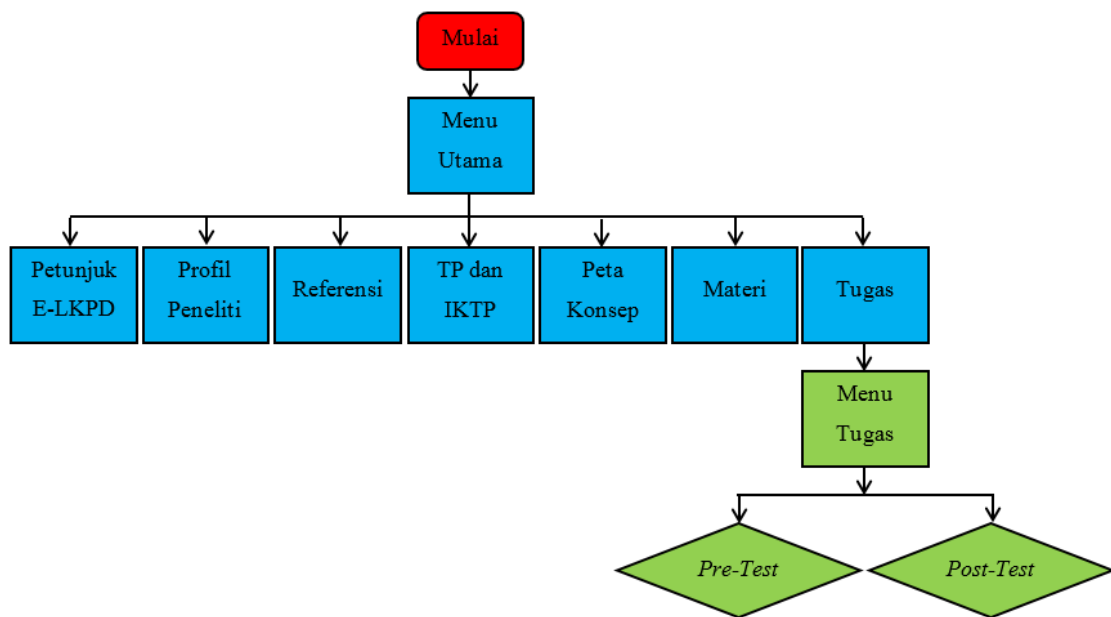 Mulai
Menu
Utama
Petunjuk
E-LKPD
Profil
Peneliti
Referensi
TP dan
IKTP
Peta
Konsep
Materi
Tugas
Menu
Tugas
Pre-Test
Post-Test